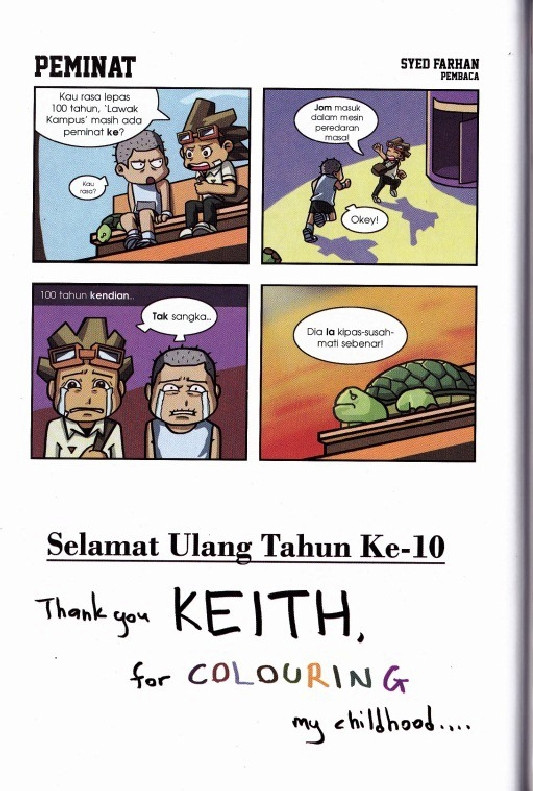 PEMINAT
SYED FARHAN
PEMBACA
Kau rasa lepas
100 tahun, 'Lawak
Kampus' masih ada
peminat ke?
Kau
rasa?
Jom masuk
dalam mesin
peredaran
masa!!
Okey!
100 tahun kendian..
Tak sangka..
Dia la kipas-susah-
mati sebenar!
Selamat Ulang Tahun Ke-10
Thank you KEITH,
for COLOURING
my childhood....